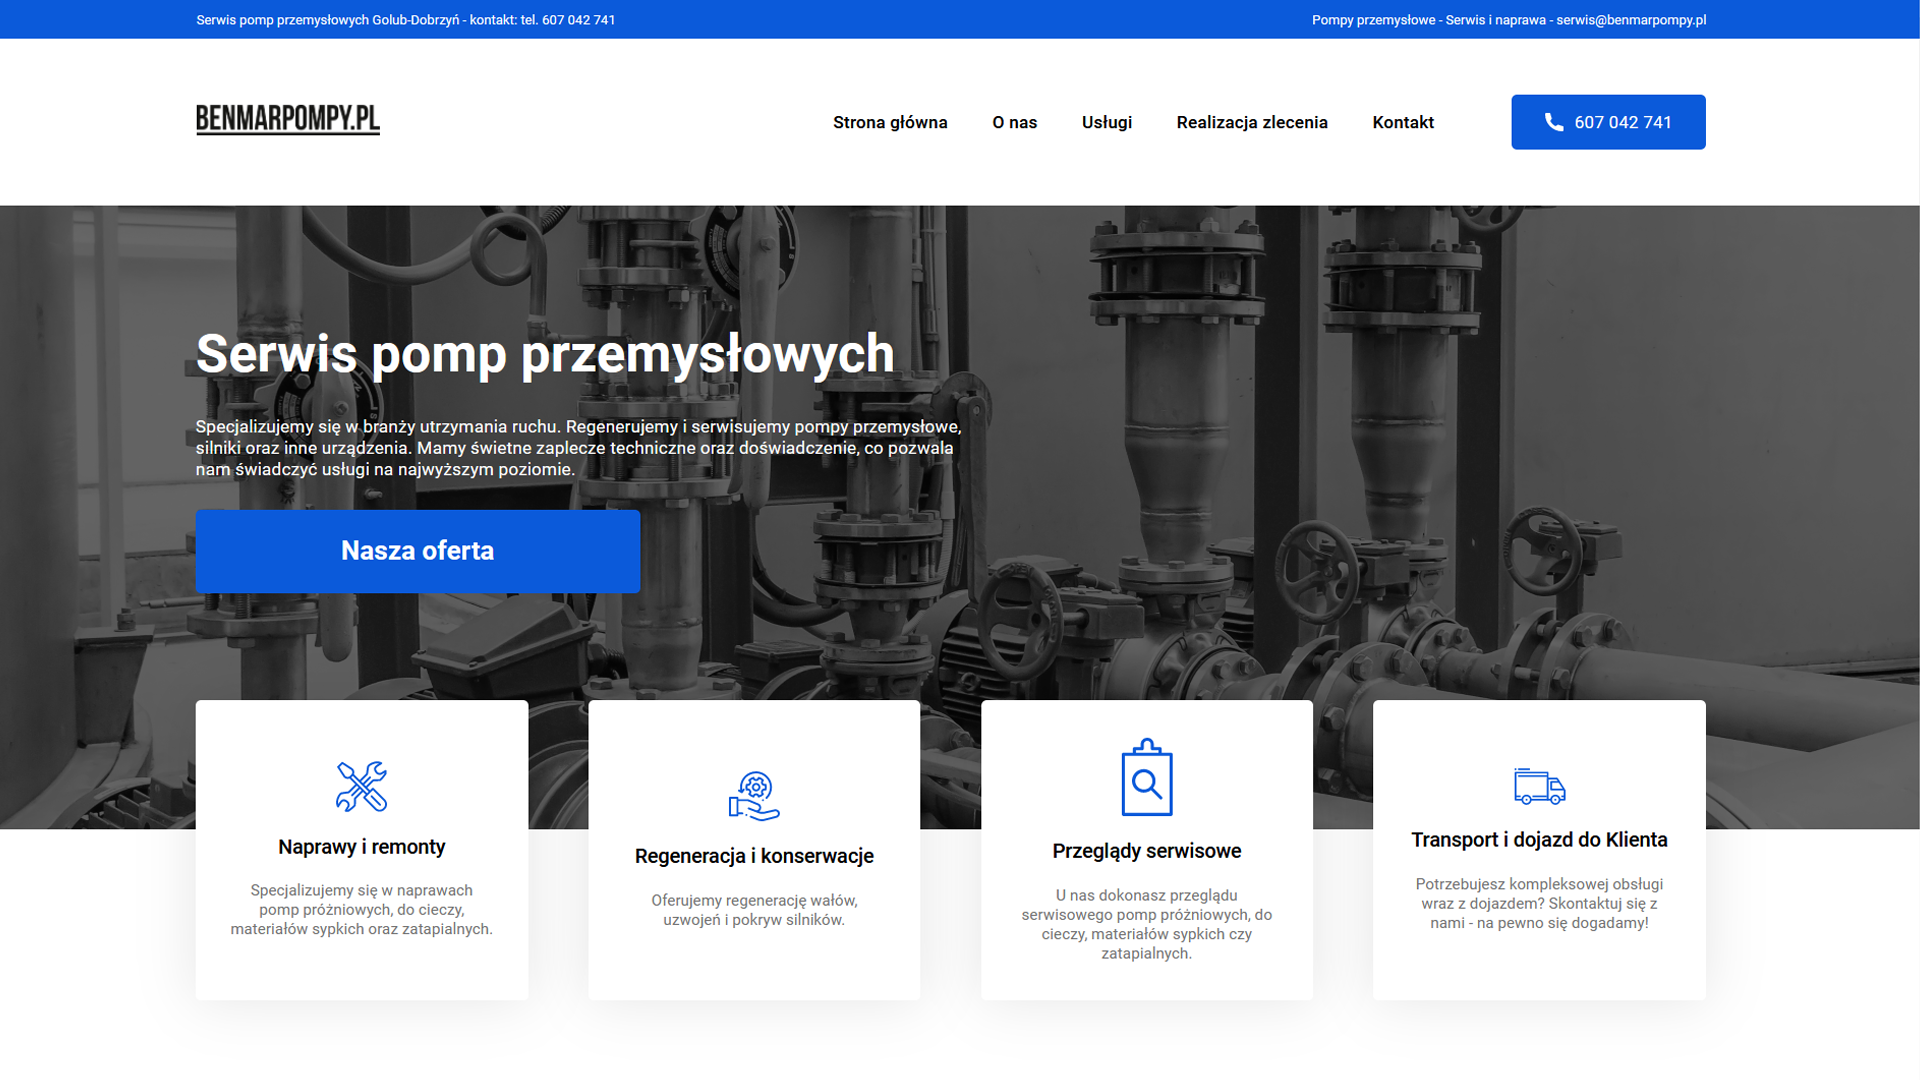 Serwis pomp przemysłowych Golub-Dobrzyń - kontakt: tel. 607 042 741
Pompy przemysłowe - Serwis i naprawa - serwis@benmarpompy.pl
BENMARPOMPY.PL
Strona główna
O nas
Usługi
Realizacja zlecenia
Kontakt
607 042 741
Serwis pomp przemysłowych
Specjalizujemy się w branży utrzymania ruchu. Regenerujemy i serwisujemy pompy przemysłowe,
silniki oraz inne urządzenia. Mamy świetne zaplecze techniczne oraz doświadczenie, co pozwala
nam świadczyć usługi na najwyższym poziomie.
Nasza oferta
Naprawy i remonty
Specjalizujemy się w naprawach
pomp próżniowych, do cieczy,
materiałów sypkich oraz zatapialnych.
Regeneracja i konserwacje
Oferujemy regenerację wałów,
uzwojeń i pokryw silników.
Przeglądy serwisowe
U nas dokonasz przeglądu
serwisowego pomp próżniowych, do
cieczy, materiałów sypkich czy
zatapialnych.
Transport i dojazd do Klienta
Potrzebujesz kompleksowej obsługi
wraz z dojazdem? Skontaktuj się z
nami - na pewno się dogadamy!